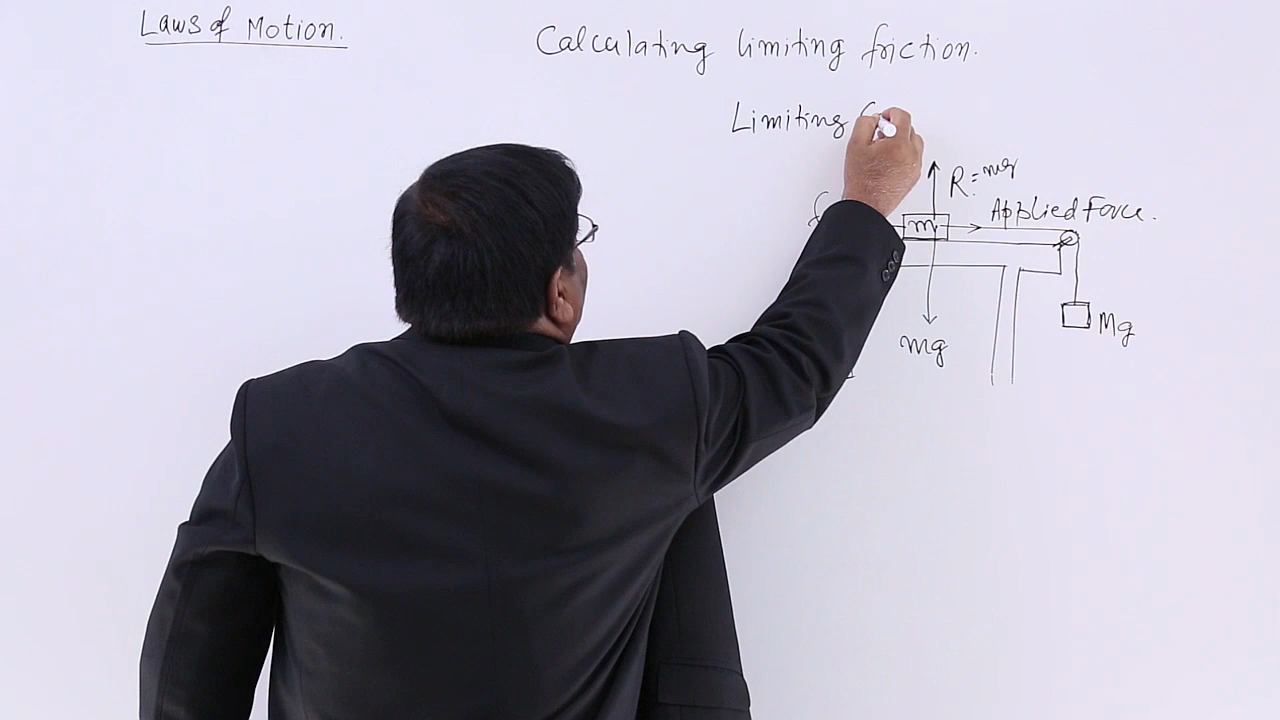 Laws of Motion.
Calculating limiting friction.
Limiting
R = mg
Applied Force.
m
Mg
mg